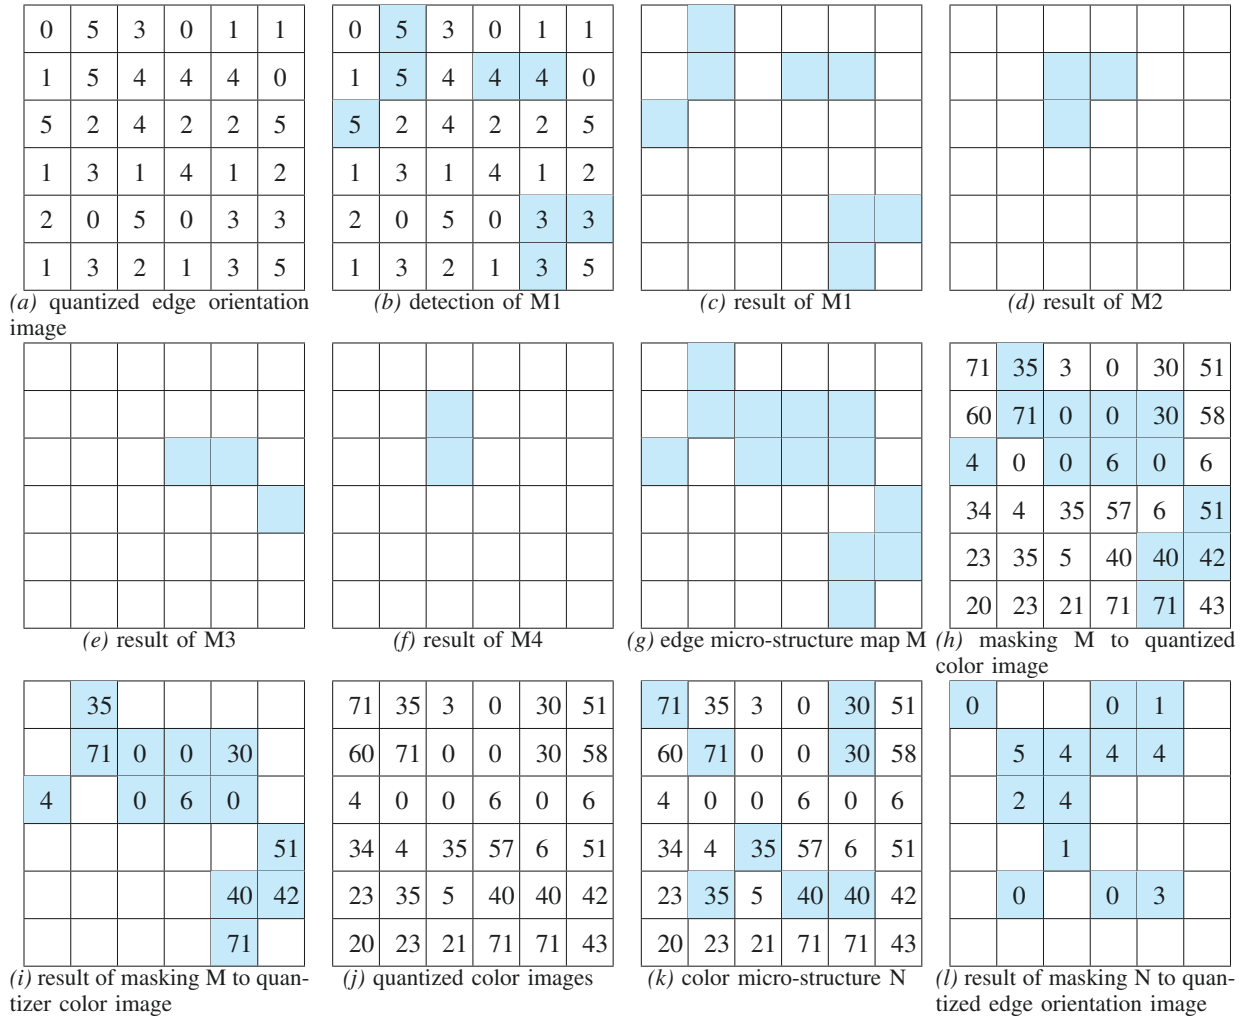 0 5 3 0 1 1 0 5 3 0 1 1
1 5 4 4 4 0 1 5 4 4 4 0
5 2 4 2 2 5 5 2 4 2 2 5
1 3 1 4 1 2 1 3 1 4 1 2
2 0 5 0 3 3 2 0 5 0 3 3
1 3 2 1 3 5 1 3 2 1 3 5
(a) quantized edge orientation image
(b) detection of M1
(c) result of M1
(d) result of M2
71 35 3 0 30 51
60 71 0 0 30 58
4 0 0 6 0 6
34 4 35 57 6 51
23 35 5 40 40 42
20 23 21 71 71 43
(e) result of M3
(f) result of M4
(g) edge micro-structure map M
(h) masking M to quantized color image
35 71 35 3 0 30 51 71 35 3 0 30 51 0 0 1
71 0 0 30 60 71 0 0 30 58 60 71 0 0 30 58 5 4 4 4
4 0 6 0 4 0 0 6 0 6 4 0 0 6 0 6 2 4
51 34 4 35 57 6 51 34 4 35 57 6 51 1
40 42 23 35 5 40 40 42 23 35 5 40 40 42 0 0 3
71 20 23 21 71 71 43 20 23 21 71 71 43
(i) result of masking M to quan-
tizer color image
(j) quantized color images
(k) color micro-structure N
(l) result of masking N to quan-
tized edge orientation image